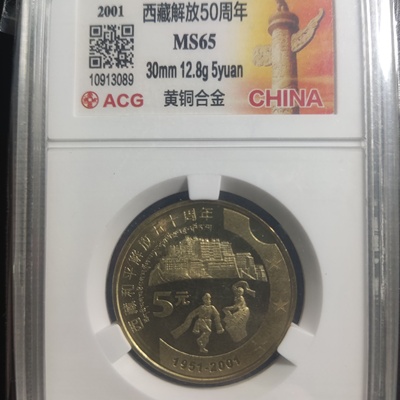 2001
西藏解放50周年
MS65
10913089
30mm 12.8g 5yuan
ACG
黄铜合金
CHINA
西藏和平解放五十周年
5元
1951-2001